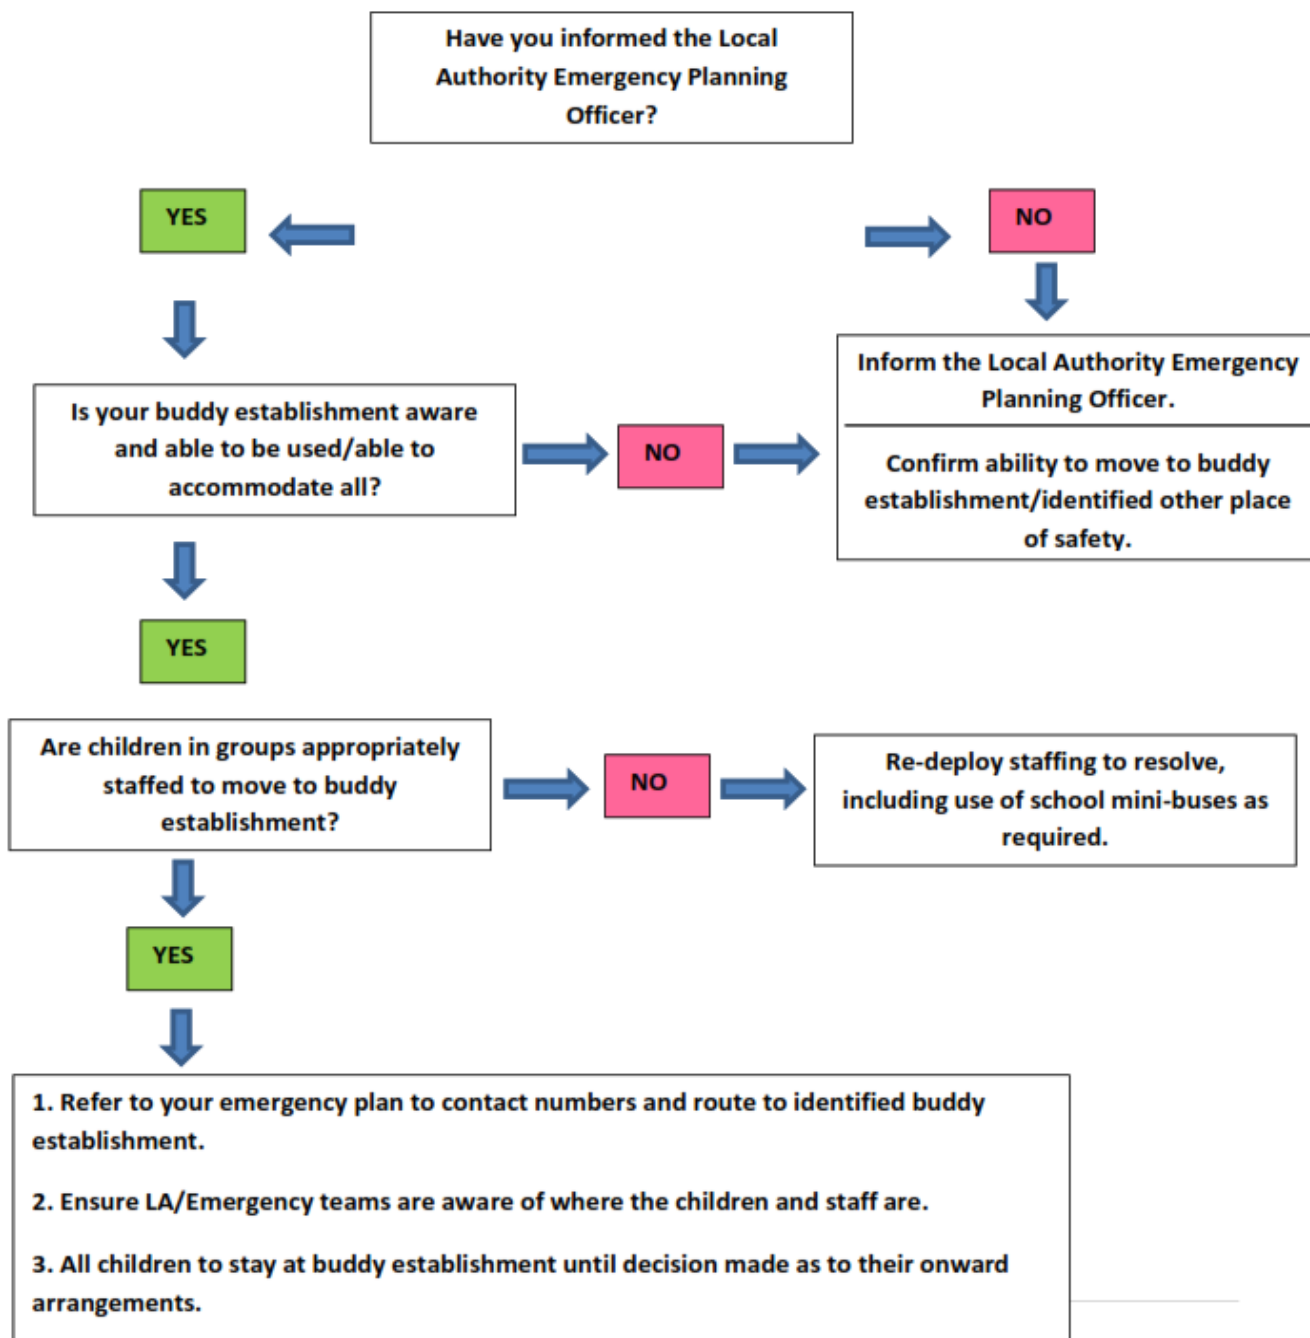 Have you informed the Local
Authority Emergency Planning
Officer?
YES
NO
Is your buddy establishment aware
and able to be used/able to
accommodate all?
NO
Inform the Local Authority Emergency
Planning Officer.
Confirm ability to move to buddy
establishment/identified other place
of safety.
YES
Are children in groups appropriately
staffed to move to buddy
establishment?
NO
Re-deploy staffing to resolve,
including use of school mini-buses as
required.
YES
1. Refer to your emergency plan to contact numbers and route to identified buddy
establishment.
2. Ensure LA/Emergency teams are aware of where the children and staff are.
3. All children to stay at buddy establishment until decision made as to their onward
arrangements.